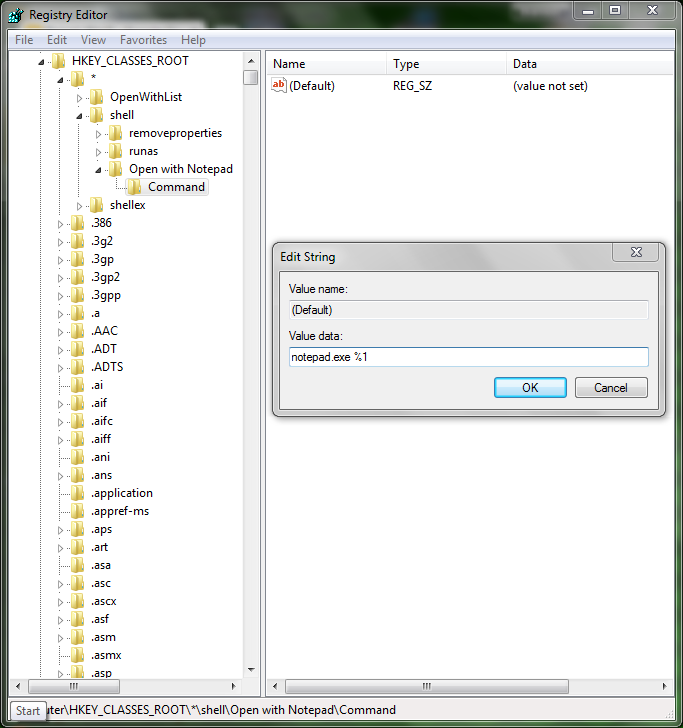 Registry Editor
File Edit View Favorites Help
HKEY_CLASSES_ROOT
*
OpenWithList
shell
removeproperties
runas
Open with Notepad
Command
shellex
.386
.3g2
.3gp
.3gp2
.3gpp
.a
.AAC
.ADT
.ADTS
.ai
.aif
.aifc
.aiff
.ani
.ans
.application
.appref-ms
.aps
.art
.asa
.asc
.ascx
.asf
.asm
.asmx
.asp
Name Type Data
ab (Default) REG_SZ (value not set)
Edit String
Value name:
(Default)
Value data:
notepad.exe %1
OK Cancel
Start uter\HKEY_CLASSES_ROOT\*\shell\Open with Notepad\Command